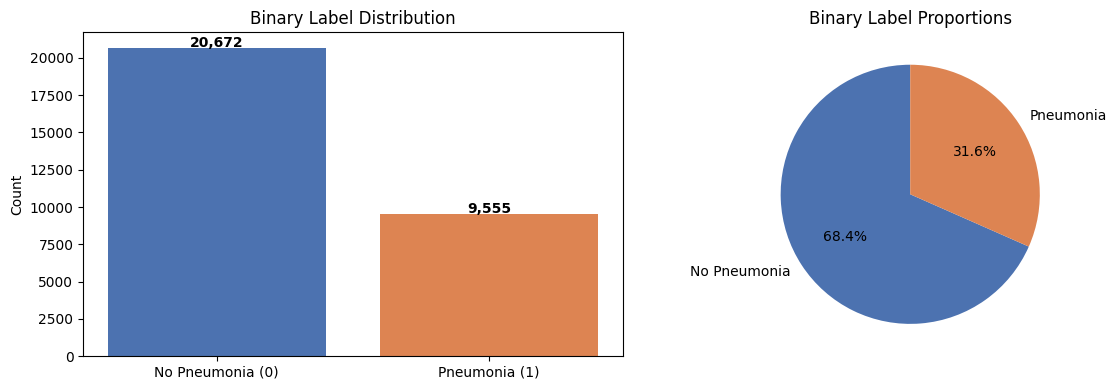 Binary Label Distribution
20,672
9,555
Count
20000
17500
15000
12500
10000
7500
5000
2500
0
No Pneumonia (0)
Pneumonia (1)
Binary Label Proportions
Pneumonia
31.6%
68.4%
No Pneumonia